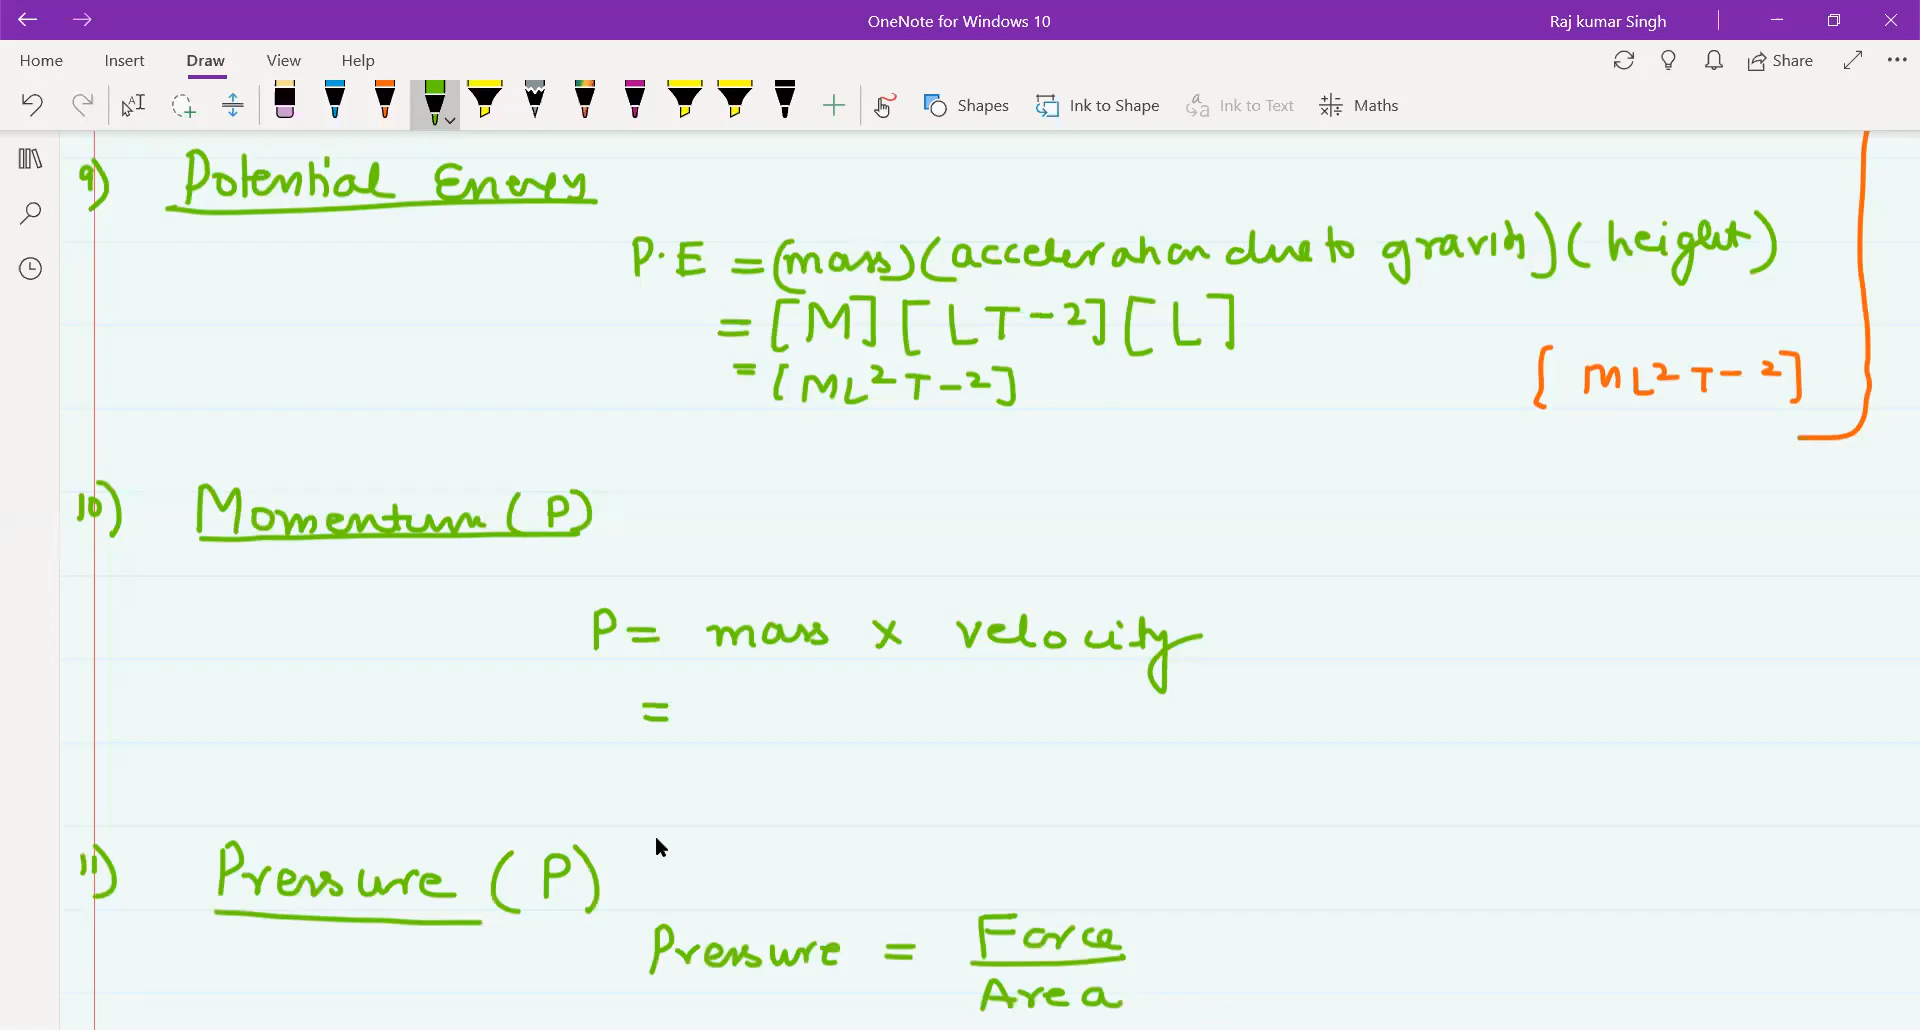 OneNote for Windows 10
Raj kumar Singh
Home Insert Draw View Help
Share
Shapes Ink to Shape Ink to Text Maths
9) Potential Energy
P.E = (mass) (acceleration due to gravity) (height)
= [M] [LT-2] [L]
= [ML²T-2]
[ML²T-2]
10) Momentum (P)
P = mass x velocity
=
11) Pressure (P)
Pressure = Force
Area